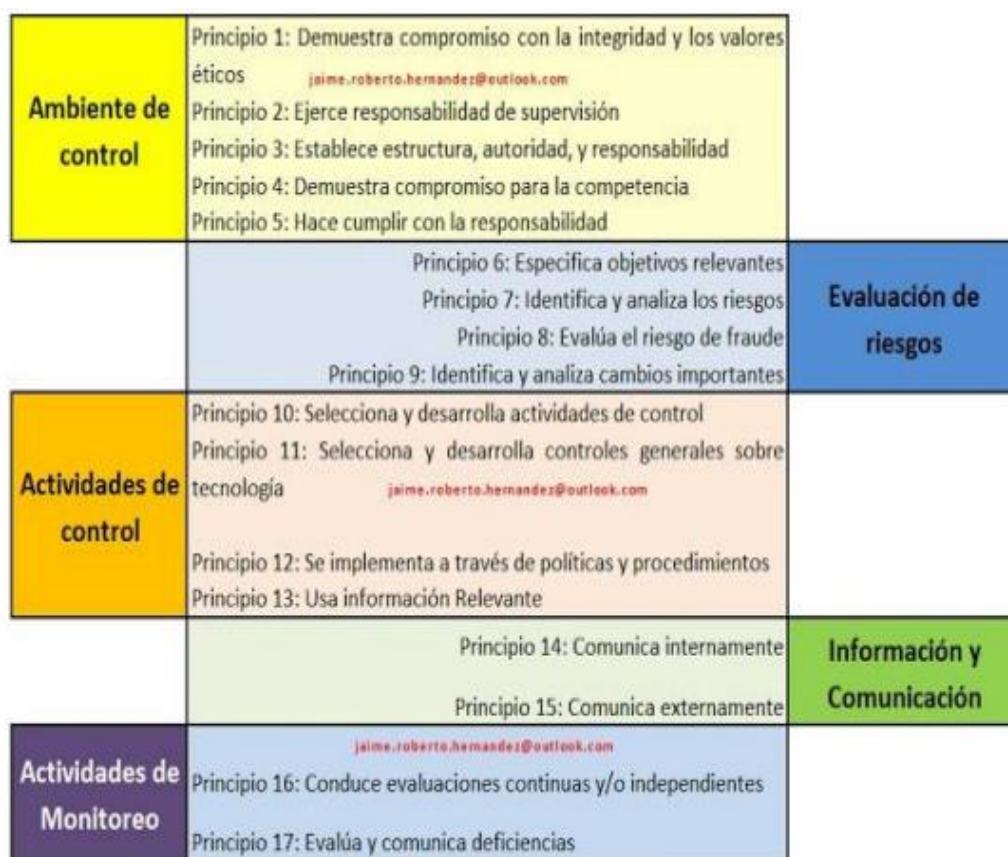 Ambiente de
control
Principio 1: Demuestra compromiso con la integridad y los valores
éticos jaime.roberto.hernandez@outlook.com
Principio 2: Ejerce responsabilidad de supervisión
Principio 3: Establece estructura, autoridad, y responsabilidad
Principio 4: Demuestra compromiso para la competencia
Principio 5: Hace cumplir con la responsabilidad
Evaluación de
riesgos
Principio 6: Especifica objetivos relevantes
Principio 7: Identifica y analiza los riesgos
Principio 8: Evalúa el riesgo de fraude
Principio 9: Identifica y analiza cambios importantes
Actividades de
control
Principio 10: Selecciona y desarrolla actividades de control
Principio 11: Selecciona y desarrolla controles generales sobre
tecnología jaime.roberto.hernandez@outlook.com
Principio 12: Se implementa a través de políticas y procedimientos
Principio 13: Usa información Relevante
Información y
Comunicación
Principio 14: Comunica internamente
Principio 15: Comunica externamente
Actividades de
Monitoreo
jaime.roberto.hernandez@outlook.com
Principio 16: Conduce evaluaciones continuas y/o independientes
Principio 17: Evalúa y comunica deficiencias